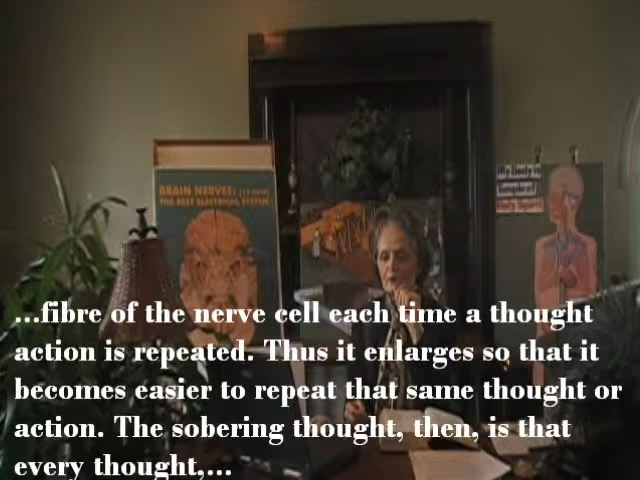 BRAIN NERVES:
THE BEST ELECTRICAL SYSTEM
...fibre of the nerve cell each time a thought
action is repeated. Thus it enlarges so that it
becomes easier to repeat that same thought or
action. The sobering thought, then, is that
every thought,...